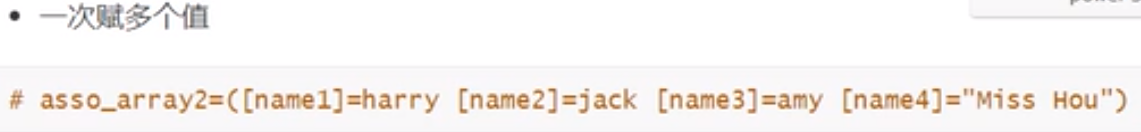 一次赋多个值
# asso_array2=([name1]=harry [name2]=jack [name3]=amy [name4]="Miss Hou")